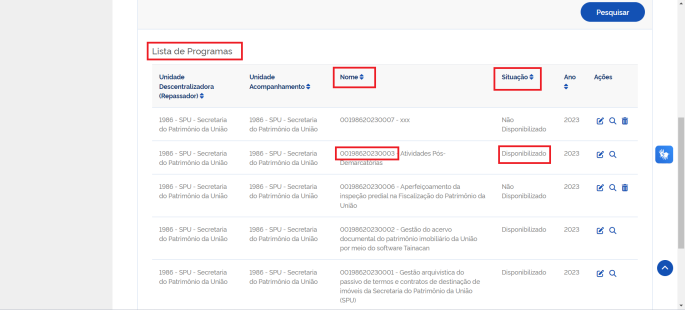 Pesquisar
Lista de Programas
Unidade
Descentralizadora
(Repassador)
Unidade
Acompanhamento
Nome
Situação
Ano
Ações
1986 - SPU - Secretaria
do Patrimônio da União
1986 - SPU - Secretaria
do Patrimônio da União
00198620230007 - xxx
Não
Disponibilizado
2023
1986 - SPU - Secretaria
do Patrimônio da União
1986 - SPU - Secretaria
do Patrimônio da União
00198620230003 - Atividades Pós-
Demarcatórias
Disponibilizado
2023
1986 - SPU - Secretaria
do Patrimônio da União
1986 - SPU - Secretaria
do Patrimônio da União
00198620230006 - Aperfeiçoamento da
inspeção predial na Fiscalização do Patrimônio da
União
Não
Disponibilizado
2023
1986 - SPU - Secretaria
do Patrimônio da União
1986 - SPU - Secretaria
do Patrimônio da União
00198620230002 - Gestão do acervo
documental do patrimônio imobiliário da União
por meio do software Tainacan
Disponibilizado
2023
1986 - SPU - Secretaria
do Patrimônio da União
1986 - SPU - Secretaria
do Patrimônio da União
00198620230001 - Gestão arquivística do
passivo de termos e contratos de destinação de
imóveis da Secretaria do Patrimônio da União
(SPU)
Disponibilizado
2023